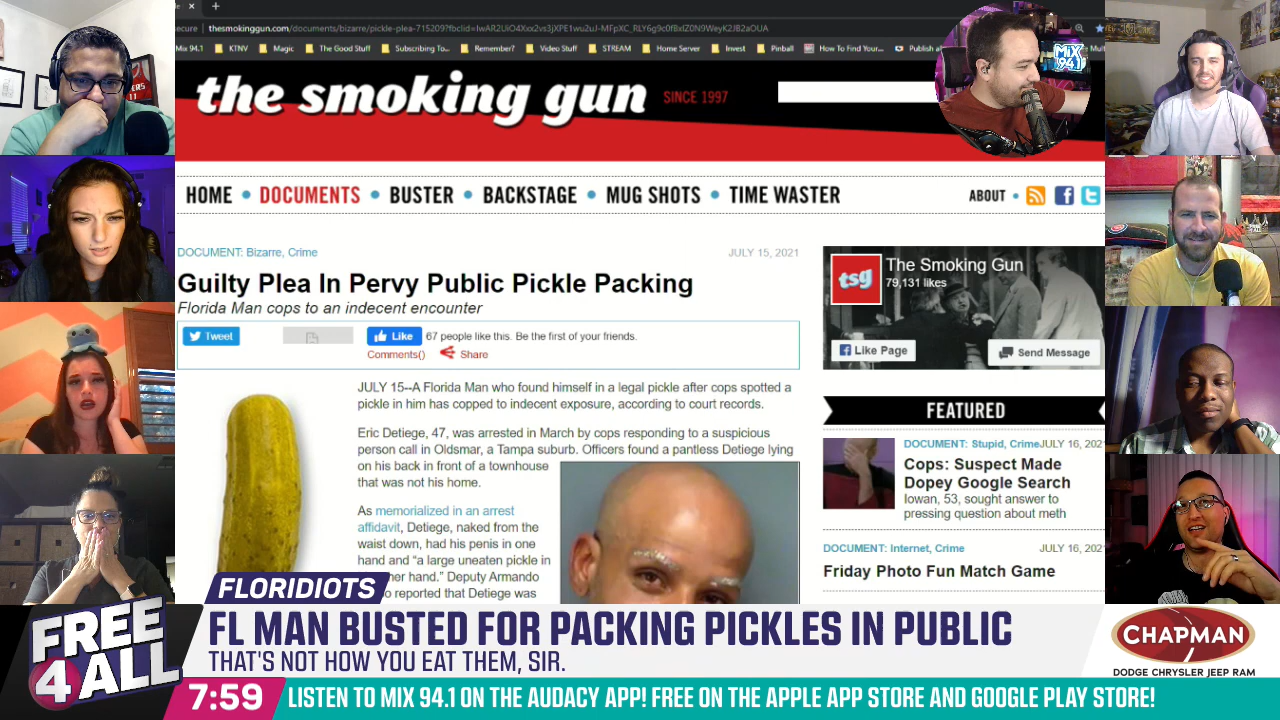 thesmokinggun.com/documents/bizarre/pickle-plea-715209?fbclid=
Mix 94.1 KTNV Magic The Good Stuff Subscribing To... Remember? Video Stuff STREAM Home Server Invest Pinball How To Find Your... Publish
MiX 94.1
the smoking gun SINCE 1997
HOME • DOCUMENTS • BUSTER • BACKSTAGE • MUG SHOTS • TIME WASTER ABOUT •
DOCUMENT: Bizarre, Crime JULY 15, 2021
Guilty Plea In Pervy Public Pickle Packing
Florida Man cops to an indecent encounter
Tweet Like 67 people like this. Be the first of your friends.
Comments() Share
JULY 15--A Florida Man who found himself in a legal pickle after cops spotted a
pickle in him has copped to indecent exposure, according to court records.
Eric Detiege, 47, was arrested in March by cops responding to a suspicious
person call in Oldsmar, a Tampa suburb. Officers found a pantless Detiege lying
on his back in front of a townhouse
that was not his home.
As memorialized in an arrest
affidavit, Detiege, naked from the
waist down, had his penis in one
hand and “a large uneaten pickle in
her hand.” Deputy Armando
o reported that Detiege was
tsg The Smoking Gun
79,131 likes
Like Page Send Message
FEATURED
DOCUMENT: Stupid, Crime JULY 16, 202
Cops: Suspect Made
Dopey Google Search
Iowan, 53, sought answer to
pressing question about meth
DOCUMENT: Internet, Crime JULY 16, 202
Friday Photo Fun Match Game
FLORIDIOTS
FL MAN BUSTED FOR PACKING PICKLES IN PUBLIC
THAT'S NOT HOW YOU EAT THEM, SIR.
FREE
4 ALL
CHAPMAN
DODGE CHRYSLER JEEP RAM
7:59 LISTEN TO MIX 94.1 ON THE AUDACY APP! FREE ON THE APPLE APP STORE AND GOOGLE PLAY STORE!